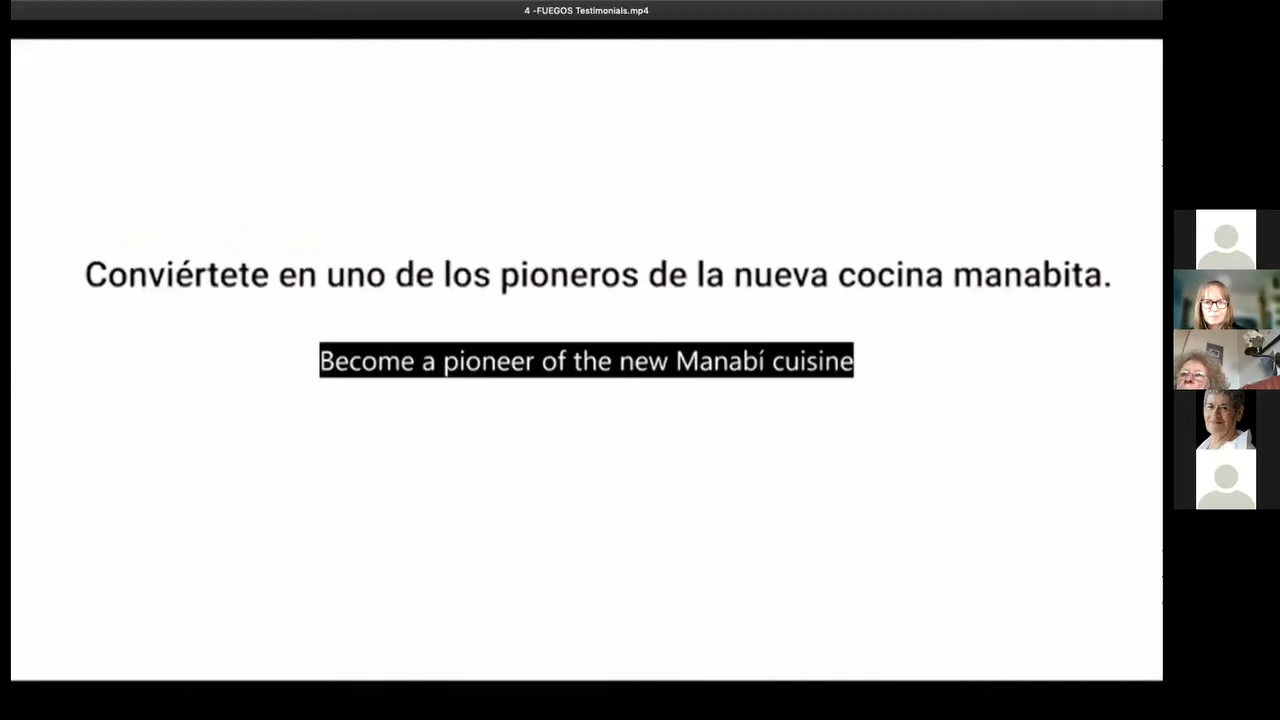 4 -FUEGOS Testimonials.mp4
Conviértete en uno de los pioneros de la nueva cocina manabita.
Become a pioneer of the new Manabí cuisine